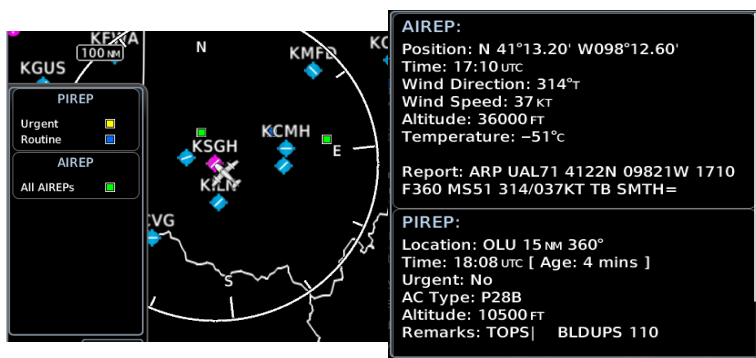 KFWA
100 NM
KGUS
N
KMFD
PIREP
Urgent
Routine
AIREP
All AIREPs
KCMH
KSGH
E
KILN
S
AIREP:
Position: N 41°13.20' W098°12.60'
Time: 17:10 UTC
Wind Direction: 314°T
Wind Speed: 37 KT
Altitude: 36000 FT
Temperature: −51°C
Report: ARP UAL71 4122N 09821W 1710
F360 MS51 314/037KT TB SMTH=
PIREP:
Location: OLU 15 NM 360°
Time: 18:08 UTC [ Age: 4 mins ]
Urgent: No
AC Type: P28B
Altitude: 10500 FT
Remarks: TOPS| BLDUPS 110